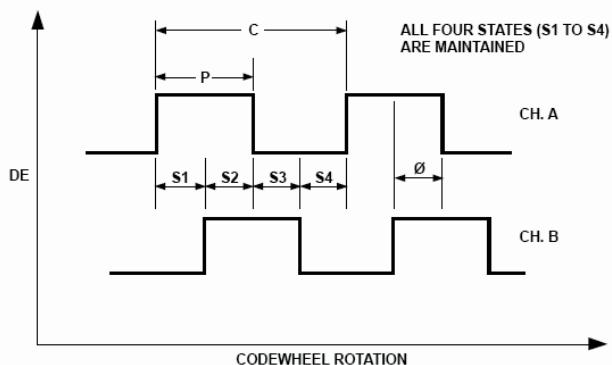 C
ALL FOUR STATES (S1 TO S4)
ARE MAINTAINED
P
CH. A
DE
S1 S2 S3 S4
Ø
CH. B
CODEWHEEL ROTATION